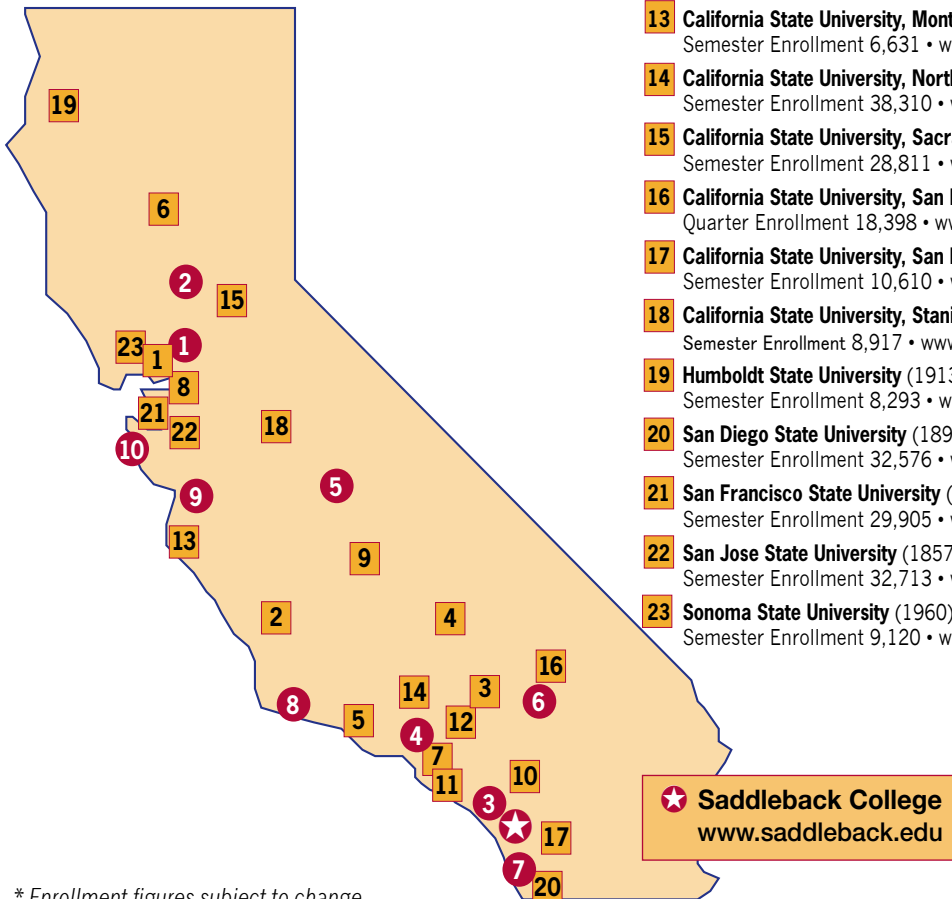 19
6
2
15
23
1
1
8
21
22
18
10
5
9
13
9
2
4
16
14
3
6
8
5
12
4
7
11
10
3
17
7
20
13 California State University, Mont
Semester Enrollment 6,631 • w
14 California State University, North
Semester Enrollment 38,310 •
15 California State University, Sacr
Semester Enrollment 28,811 •
16 California State University, San
Quarter Enrollment 18,398 • ww
17 California State University, San
Semester Enrollment 10,610 •
18 California State University, Stani
Semester Enrollment 8,917 • www
19 Humboldt State University (1913
Semester Enrollment 8,293 • w
20 San Diego State University (189
Semester Enrollment 32,576 •
21 San Francisco State University (
Semester Enrollment 29,905 •
22 San Jose State University (1857
Semester Enrollment 32,713 •
23 Sonoma State University (1960)
Semester Enrollment 9,120 • w
Saddleback College
www.saddleback.edu
* Enrollment figures subject to change